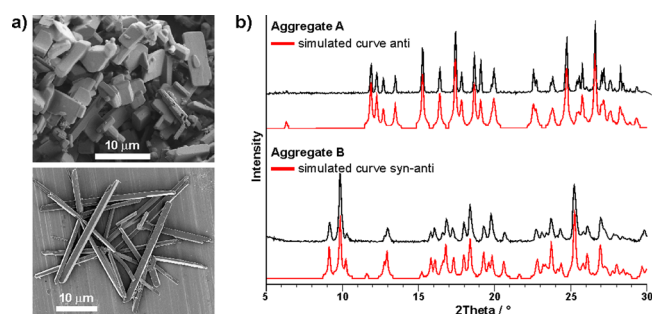 a)
10 μm
10 μm
b)
Aggregate A
simulated curve anti
Aggregate B
simulated curve syn-anti
Intensity
5 10 15 20 25 30
2Theta / °